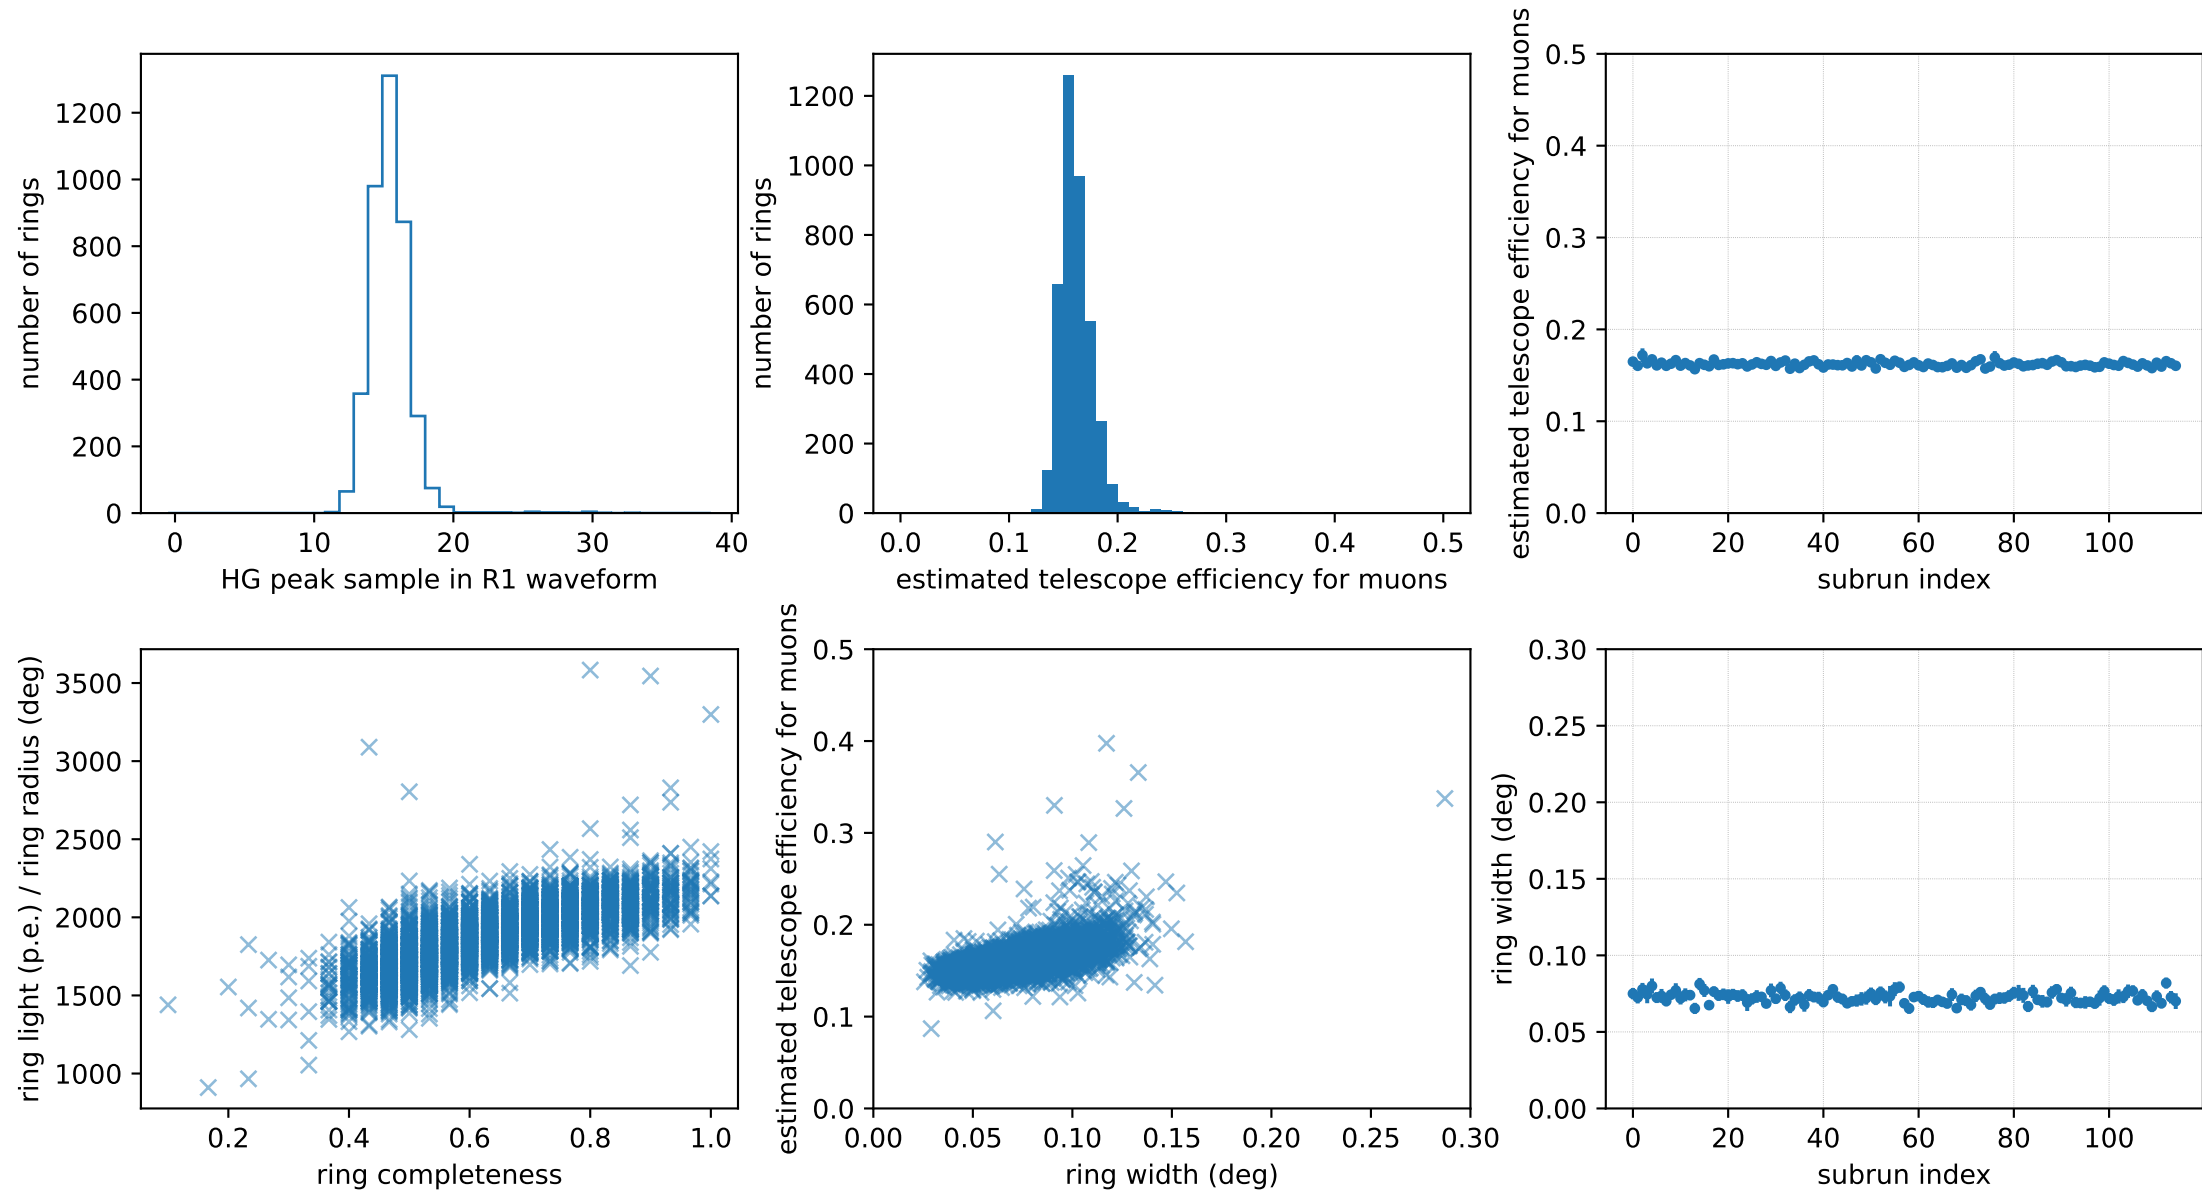 number of rings
1200
1000
800
600
400
200
0
0 10 20 30 40
HG peak sample in R1 waveform
number of rings
1200
1000
800
600
400
200
0
0.0 0.1 0.2 0.3 0.4 0.5
estimated telescope efficiency for muons
estimated telescope efficiency for muons
0.5
0.4
0.3
0.2
0.1
0.0
0 20 40 60 80 100
subrun index
ring light (p.e.) / ring radius (deg)
3500
3000
2500
2000
1500
1000
0.2 0.4 0.6 0.8 1.0
ring completeness
estimated telescope efficiency for muons
0.5
0.4
0.3
0.2
0.1
0.0
0.00 0.05 0.10 0.15 0.20 0.25 0.30
ring width (deg)
ring width (deg)
0.30
0.25
0.20
0.15
0.10
0.05
0.00
0 20 40 60 80 100
subrun index